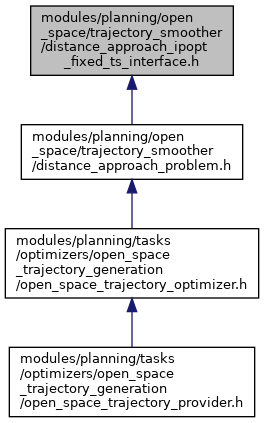 modules/planning/open
_space/trajectory_smoother
/distance_approach_ipopt
_fixed_ts_interface.h
modules/planning/open
_space/trajectory_smoother
/distance_approach_problem.h
modules/planning/tasks
/optimizers/open_space
_trajectory_generation
/open_space_trajectory_optimizer.h
modules/planning/tasks
/optimizers/open_space
_trajectory_generation
/open_space_trajectory_provider.h